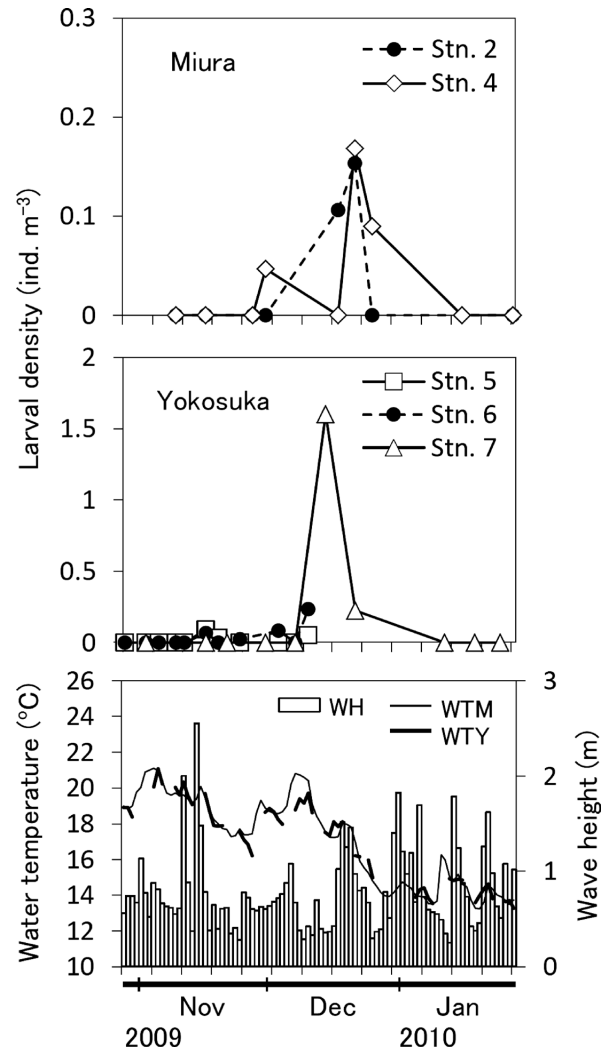 Larval density (ind. m⁻³)
0.3
0.2
0.1
0
Miura
Stn. 2
Stn. 4
2
1.5
1
0.5
0
Yokosuka
Stn. 5
Stn. 6
Stn. 7
Water temperature (°C)
26
24
22
20
18
16
14
12
10
WH
WTM
WTY
3
2
1
0
Wave height (m)
Nov
Dec
Jan
2009
2010